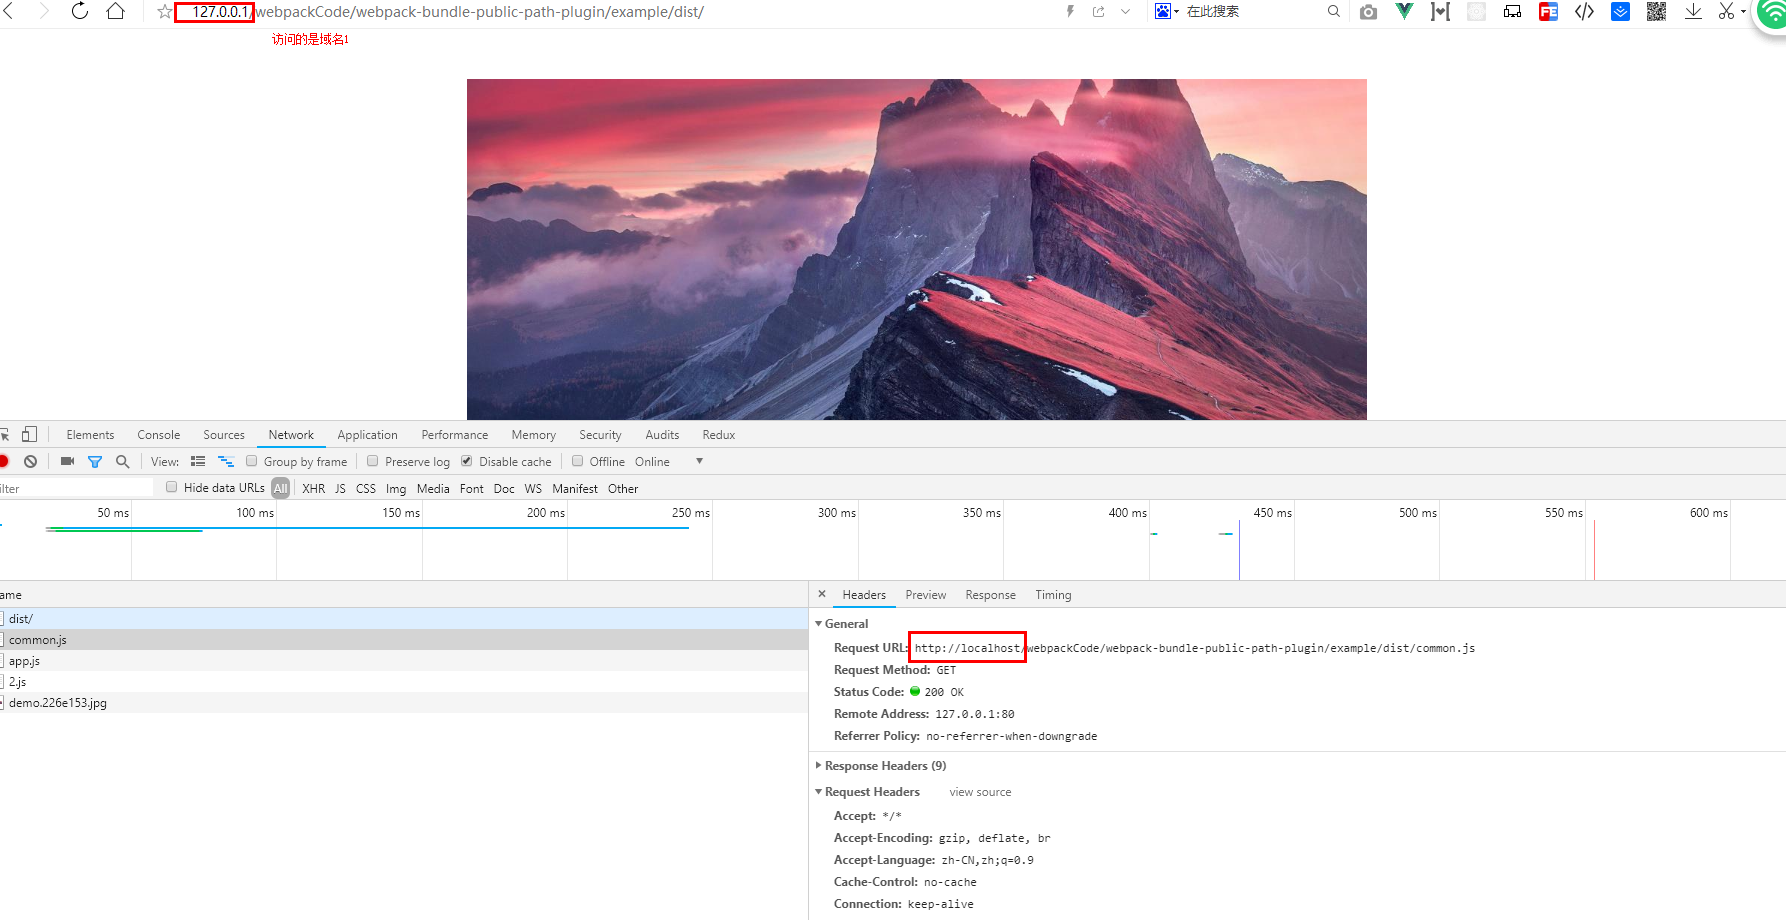 127.0.0.1/webpackCode/webpack-bundle-public-path-plugin/example/dist/
在此搜索
FE
访问的是域名1
Elements Console Sources Network Application Performance Memory Security Audits Redux
View: Group by frame Preserve log Disable cache Offline Online
ilter Hide data URLs All XHR JS CSS Img Media Font Doc WS Manifest Other
50 ms 100 ms 150 ms 200 ms 250 ms 300 ms 350 ms 400 ms 450 ms 500 ms 550 ms 600 ms
ame
dist/
common.js
app.js
2.js
demo.226e153.jpg
× Headers Preview Response Timing
General
Request URL: http://localhost/webpackCode/webpack-bundle-public-path-plugin/example/dist/common.js
Request Method: GET
Status Code: 200 OK
Remote Address: 127.0.0.1:80
Referrer Policy: no-referrer-when-downgrade
Response Headers (9)
Request Headers view source
Accept: */*
Accept-Encoding: gzip, deflate, br
Accept-Language: zh-CN,zh;q=0.9
Cache-Control: no-cache
Connection: keep-alive